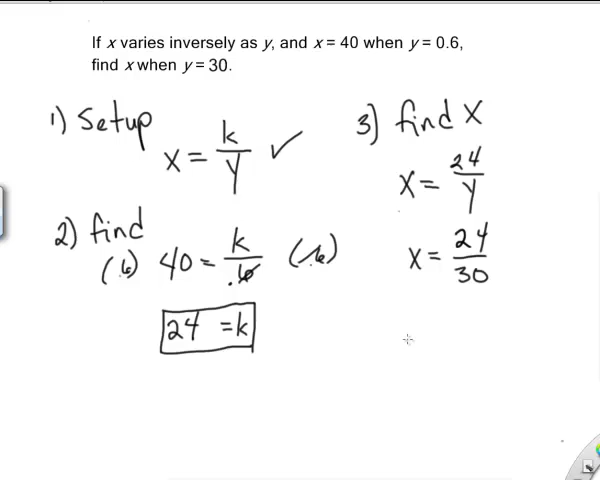 If x varies inversely as y, and x = 40 when y = 0.6,
find x when y = 30.
1) Setup
x = k/y ✓
2) find
(.6) 40 = k/.6 (.6)
24 = k
3) find x
x = 24/y
x = 24/30